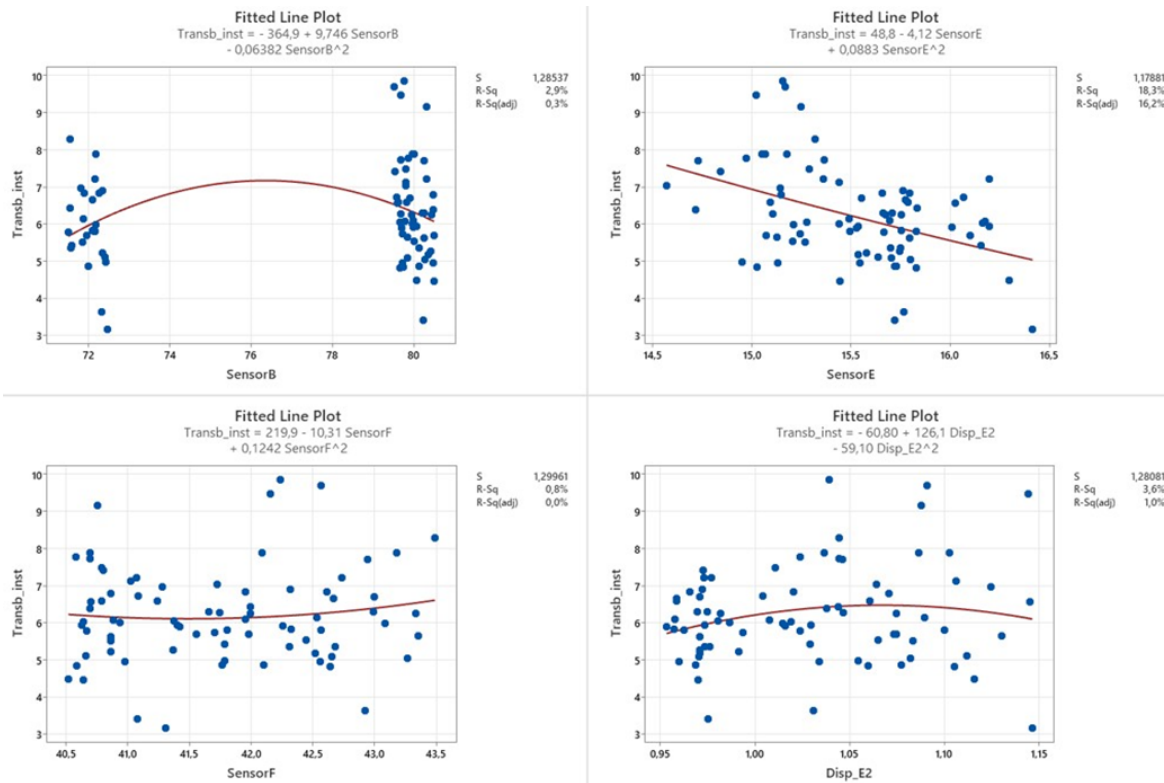 Fitted Line Plot
Transb_inst = - 364,9 + 9,746 SensorB
- 0,06382 SensorB^2
S 1,28537
R-Sq 2,9%
R-Sq(adj) 0,3%
Transb_inst
10
9
8
7
6
5
4
3
72 74 76 78 80
SensorB
Fitted Line Plot
Transb_inst = 48,8 - 4,12 SensorE
+ 0,0883 SensorE^2
S 1,17881
R-Sq 18,3%
R-Sq(adj) 16,2%
Transb_inst
10
9
8
7
6
5
4
3
14,5 15,0 15,5 16,0 16,5
SensorE
Fitted Line Plot
Transb_inst = 219,9 - 10,31 SensorF
+ 0,1242 SensorF^2
S 1,29961
R-Sq 0,8%
R-Sq(adj) 0,0%
Transb_inst
10
9
8
7
6
5
4
3
40,5 41,0 41,5 42,0 42,5 43,0 43,5
SensorF
Fitted Line Plot
Transb_inst = - 60,80 + 126,1 Disp_E2
- 59,10 Disp_E2^2
S 1,28081
R-Sq 3,6%
R-Sq(adj) 1,0%
Transb_inst
10
9
8
7
6
5
4
3
0,95 1,00 1,05 1,10 1,15
Disp_E2